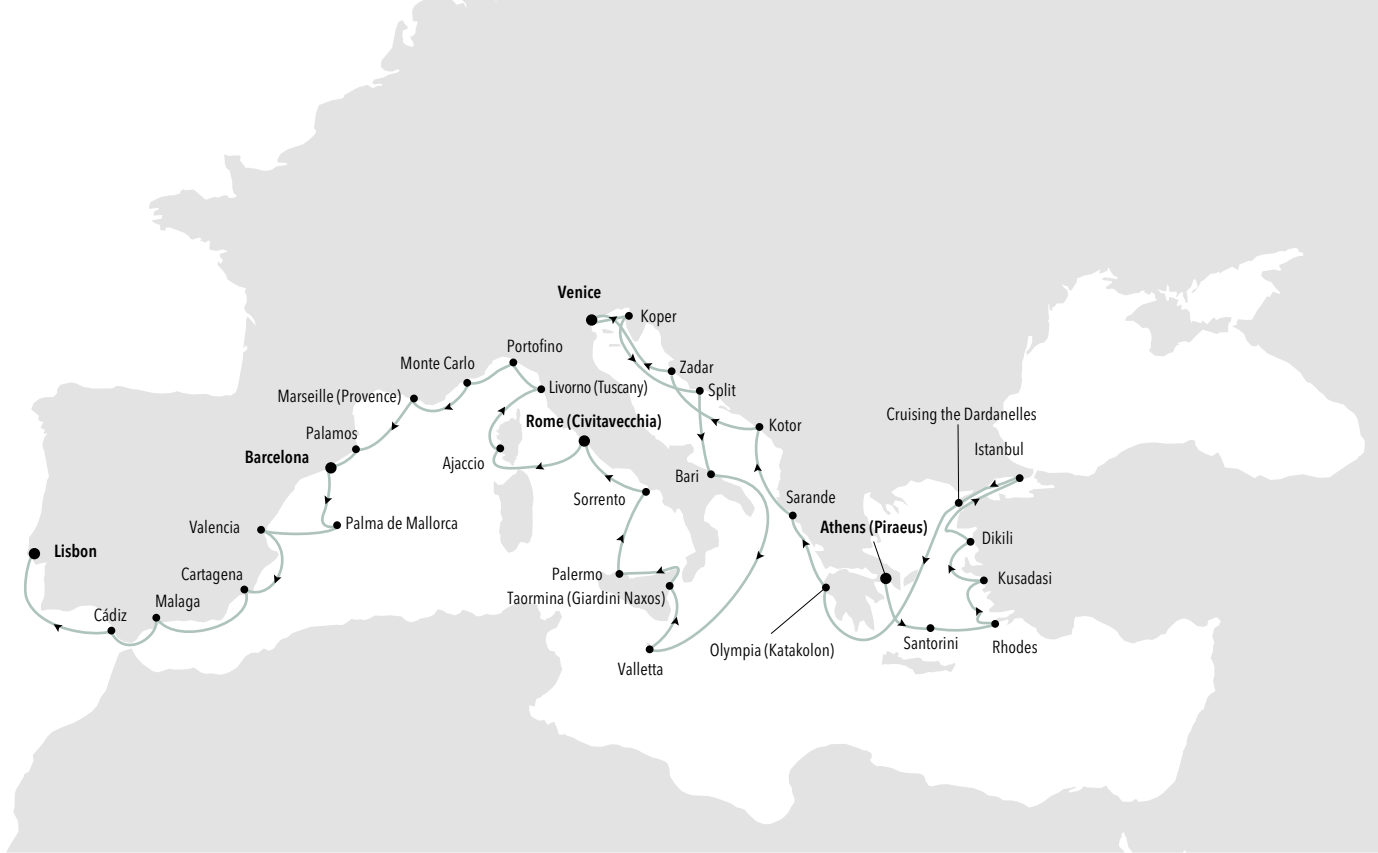 Venice
Koper
Portofino
Monte Carlo
Zadar
Livorno (Tuscany)
Split
Marseille (Provence)
Cruising the Dardanelles
Rome (Civitavecchia)
Kotor
Palamos
Istanbul
Barcelona
Ajaccio
Bari
Sorrento
Sarande
Valencia
Palma de Mallorca
Athens (Piraeus)
Dikili
Lisbon
Cartagena
Palermo
Kusadasi
Malaga
Taormina (Giardini Naxos)
Cádiz
Santorini
Rhodes
Olympia (Katakolon)
Valletta